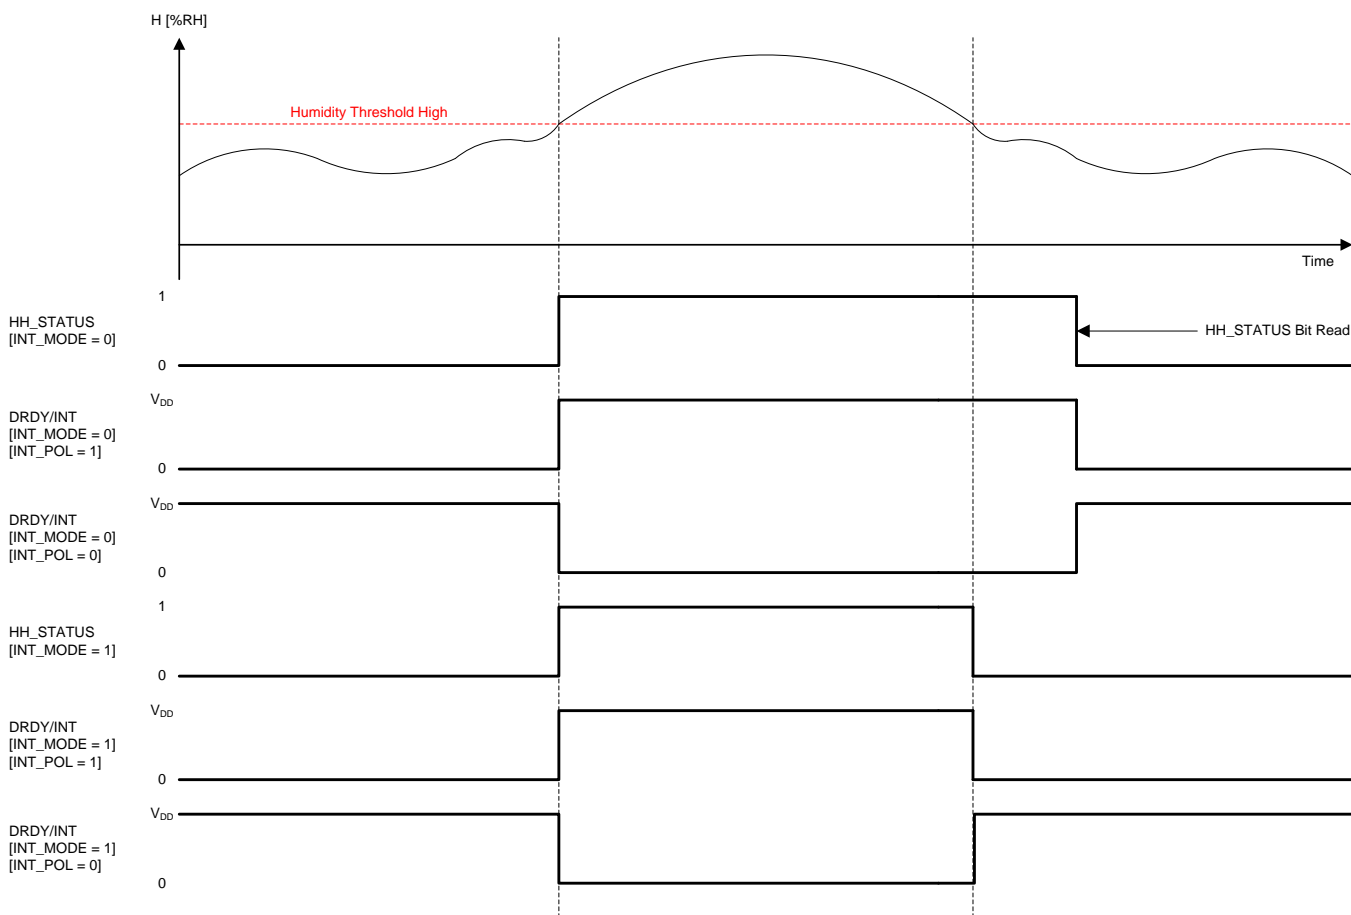 H [%RH]
Humidity Threshold High
Time
1
HH_STATUS
[INT_MODE = 0]
HH_STATUS Bit Read
0
VDD
DRDY/INT
[INT_MODE = 0]
[INT_POL = 1]
0
VDD
DRDY/INT
[INT_MODE = 0]
[INT_POL = 0]
0
1
HH_STATUS
[INT_MODE = 1]
0
VDD
DRDY/INT
[INT_MODE = 1]
[INT_POL = 1]
0
VDD
DRDY/INT
[INT_MODE = 1]
[INT_POL = 0]
0